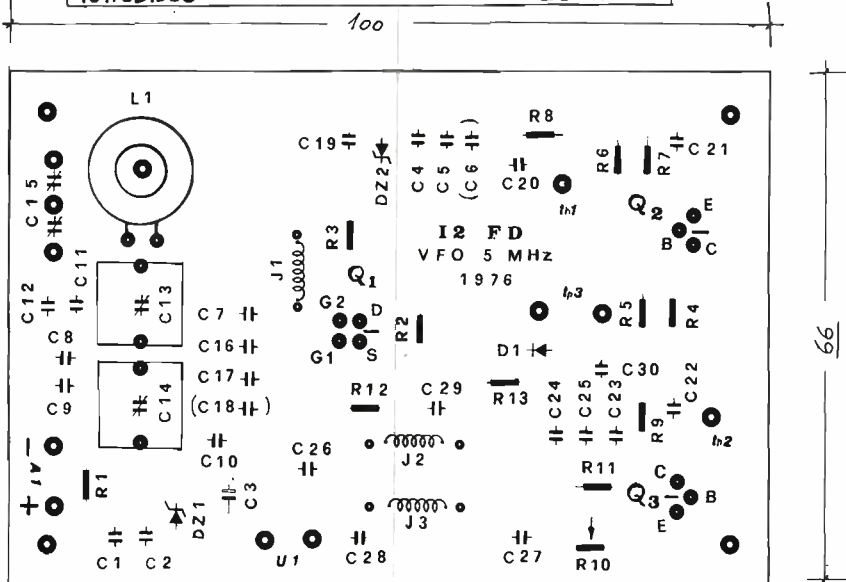 100
L1
R8
C19
DZ2
C4
C5
(C6)
C20
R6
R7
C21
C15
th1
Q2
E
B
C
I2 FD
VFO 5 MHz
1976
R3
J1
Q1
C11
C12
C13
C7
G2
D
G1
S
R2
tp3
R5
R4
C8
C16
D1
66
C9
C14
C17
(C18)
R12
C29
R13
C24
C25
C23
C30
C22
R9
th2
C10
C26
J2
− A1 +
R1
C3
DZ1
J3
R11
Q3
C
B
E
C1
C2
U1
C28
C27
R10